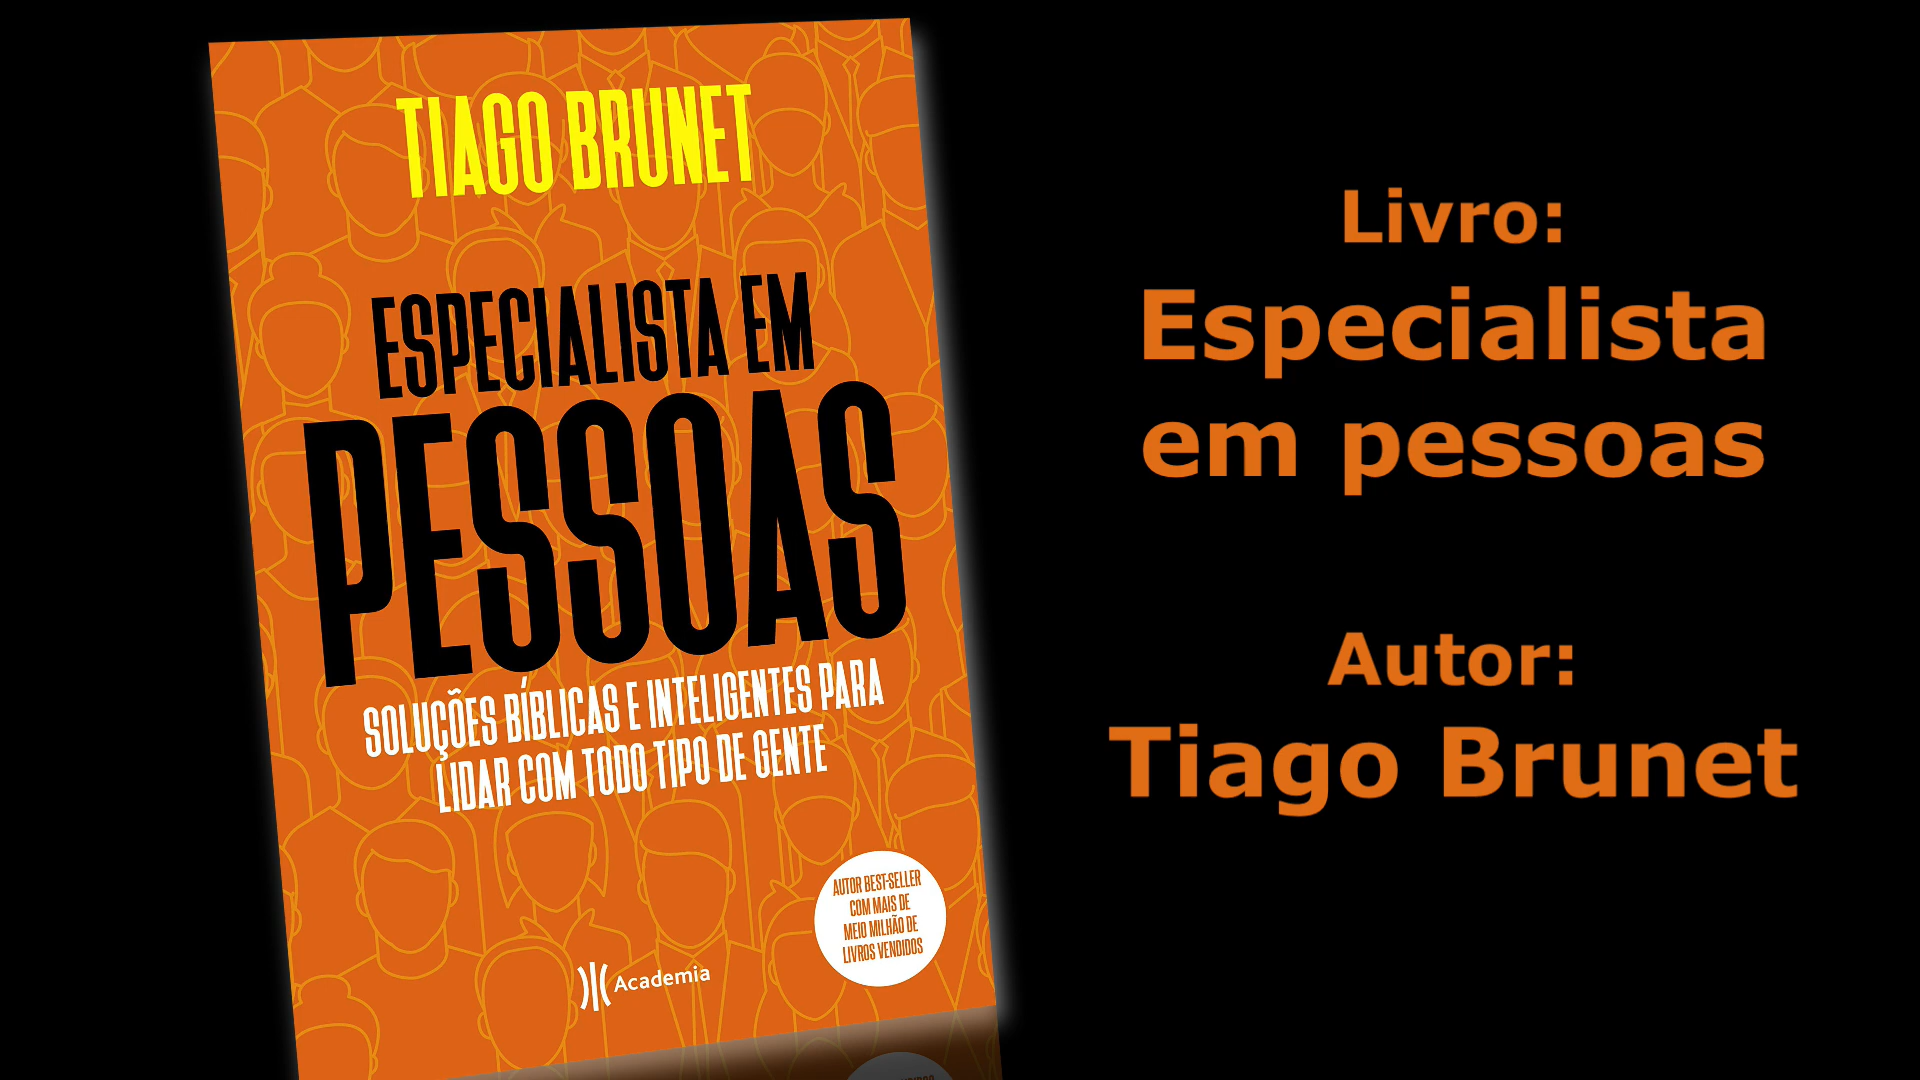 TIAGO BRUNET
ESPECIALISTA EM
PESSOAS
SOLUÇÕES BÍBLICAS E INTELIGENTES PARA
LIDAR COM TODO TIPO DE GENTE
AUTOR BEST-SELLER
COM MAIS DE
MEIO MILHÃO DE
LIVROS VENDIDOS
Academia
Livro:
Especialista
em pessoas
Autor:
Tiago Brunet